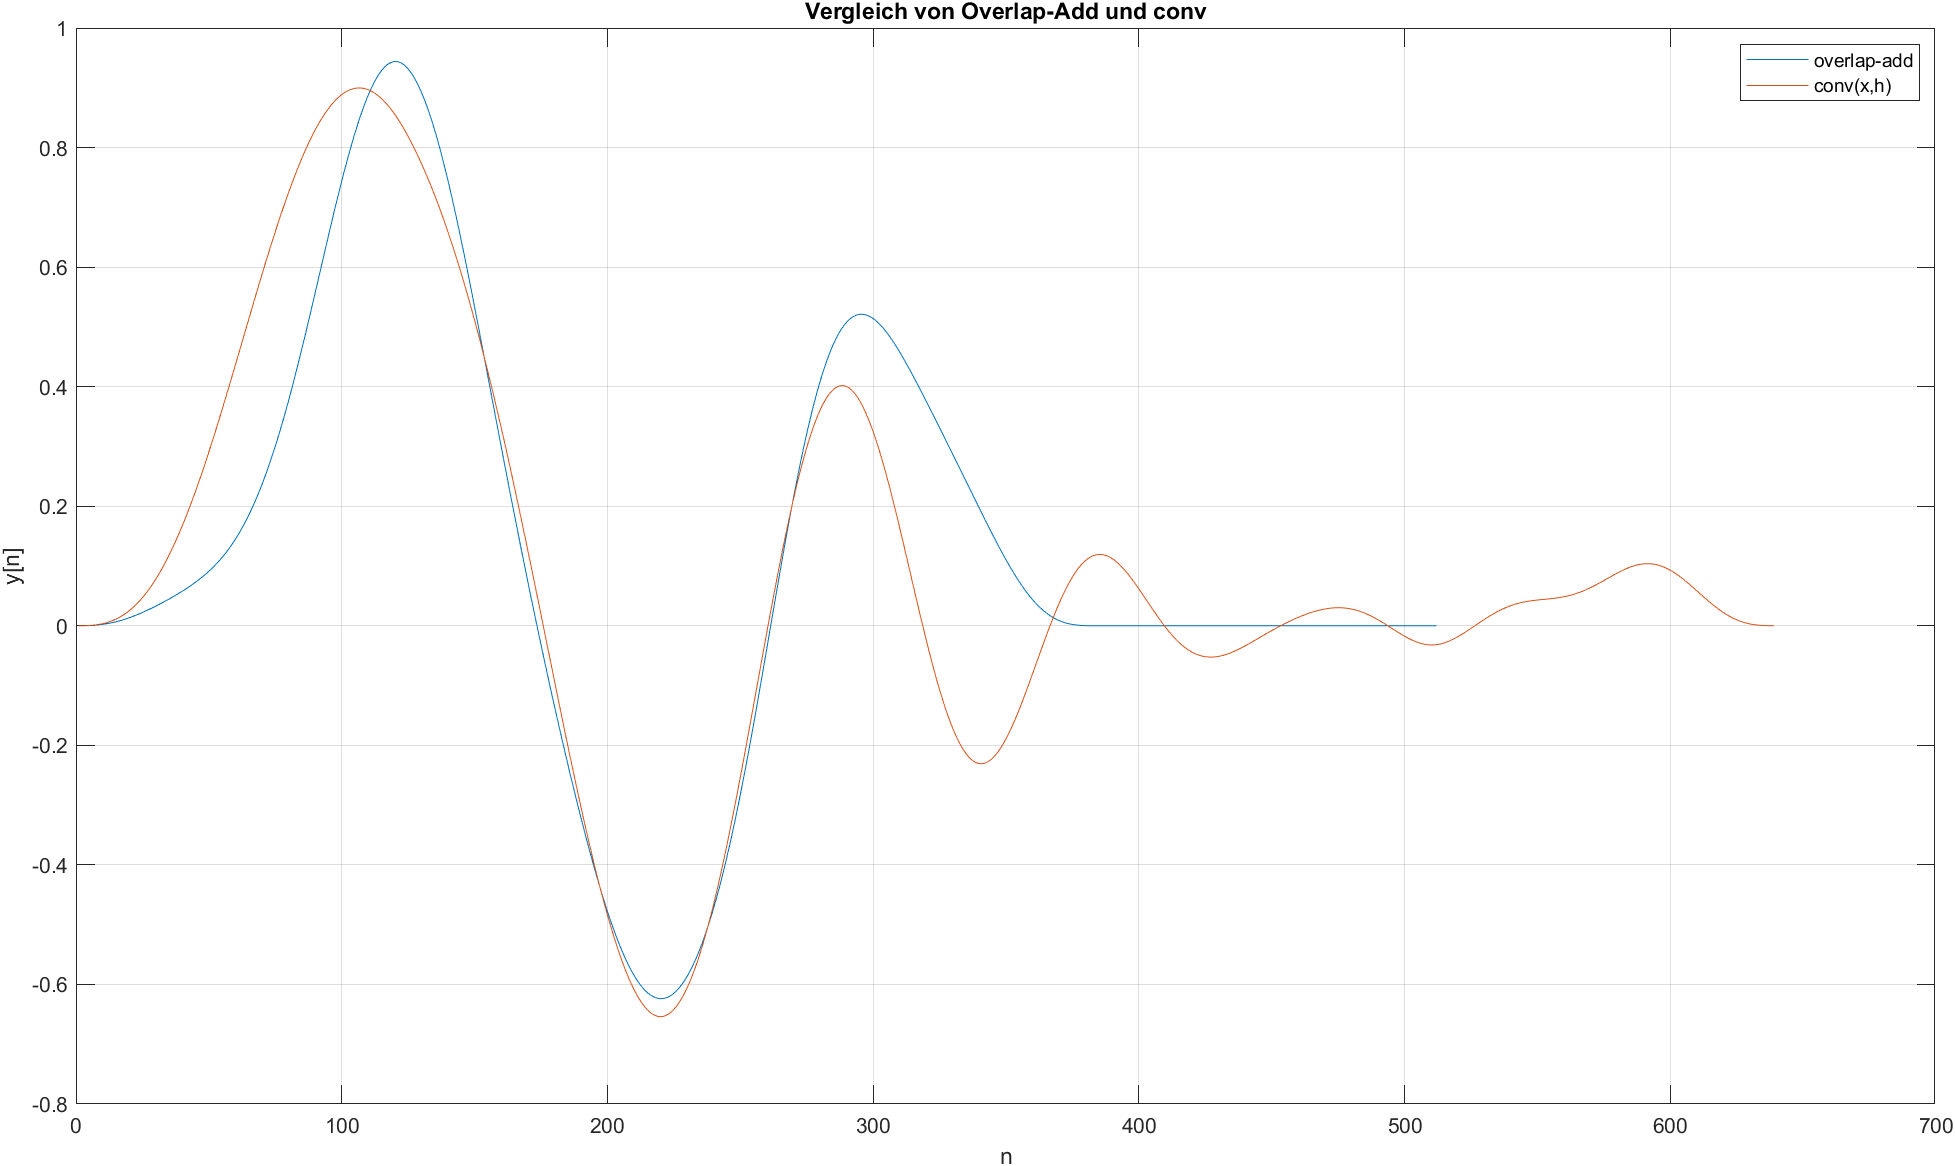 Vergleich von Overlap-Add und conv
overlap-add
conv(x,h)
1
0.8
0.6
0.4
0.2
0
-0.2
-0.4
-0.6
-0.8
y[n]
0 100 200 300 400 500 600 700
n